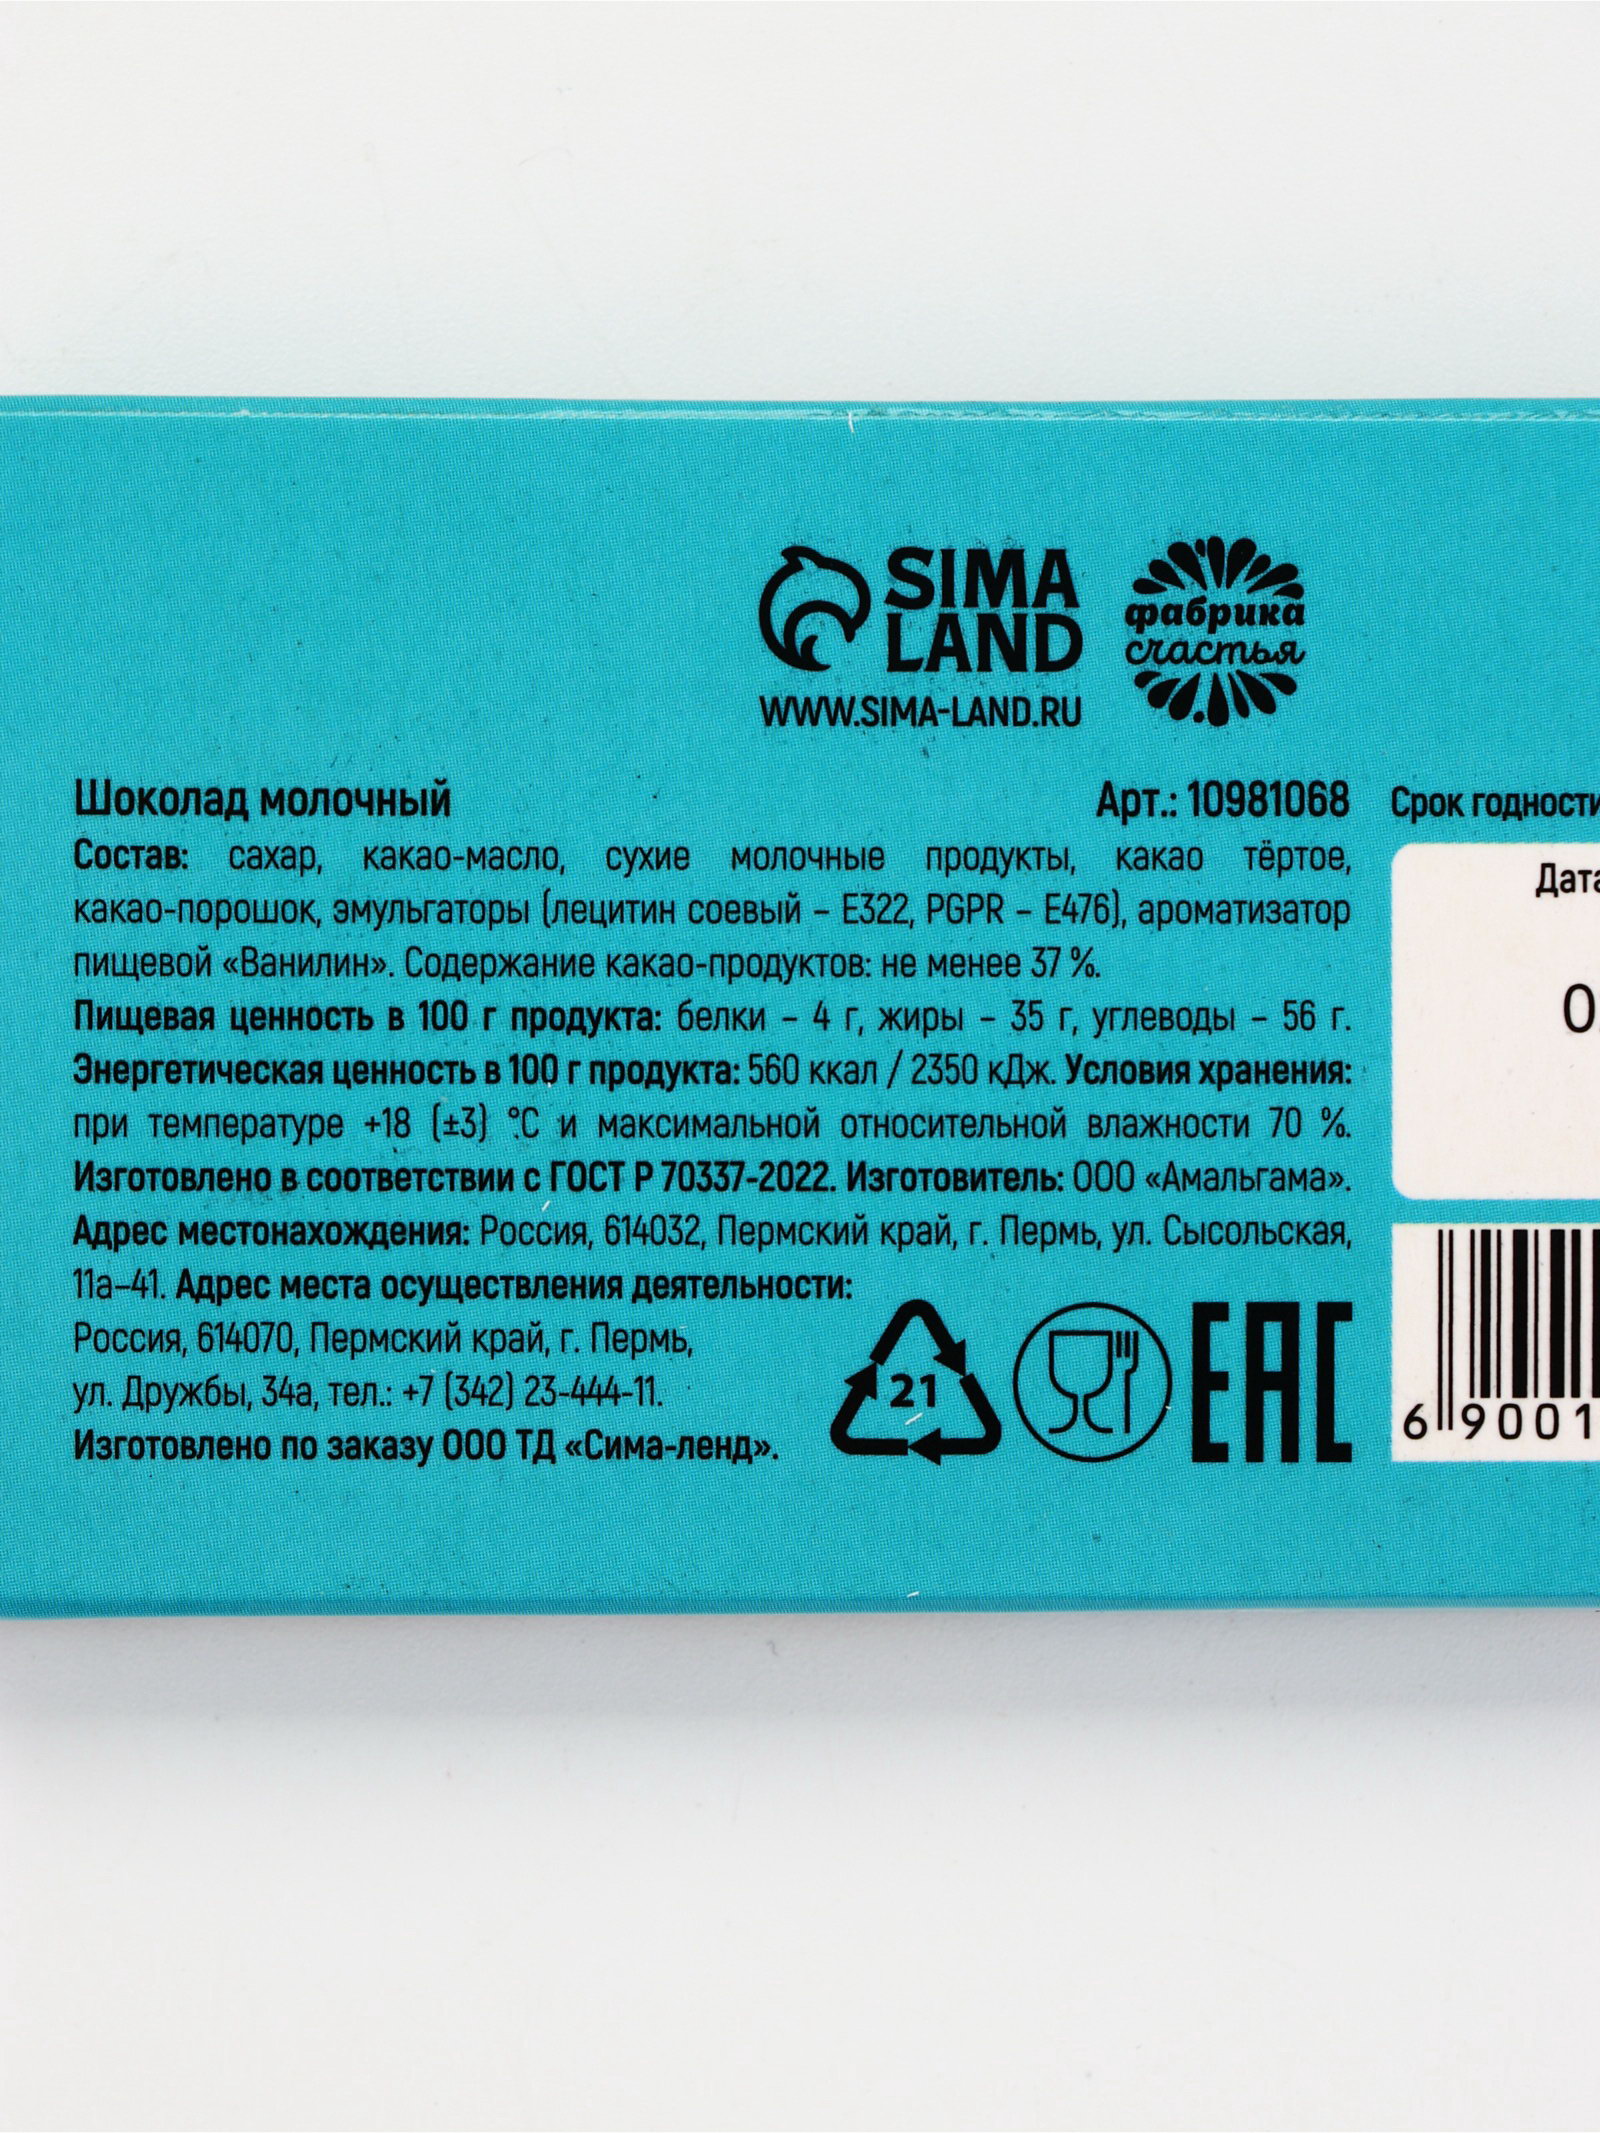 SIMA
LAND
WWW.SIMA-LAND.RU
фабрика
счастья
Шоколад молочный
Арт.: 10981068
Состав: сахар, какао-масло, сухие молочные продукты, какао тёртое,
какао-порошок, эмульгаторы (лецитин соевый – Е322, PGPR – Е476), ароматизатор
пищевой «Ванилин». Содержание какао-продуктов: не менее 37 %.
Пищевая ценность в 100 г продукта: белки – 4 г, жиры – 35 г, углеводы – 56 г.
Энергетическая ценность в 100 г продукта: 560 ккал / 2350 кДж. Условия хранения:
при температуре +18 (±3) °С и максимальной относительной влажности 70 %.
Изготовлено в соответствии с ГОСТ Р 70337-2022. Изготовитель: ООО «Амальгама».
Адрес местонахождения: Россия, 614032, Пермский край, г. Пермь, ул. Сысольская,
11а–41. Адрес места осуществления деятельности:
Россия, 614070, Пермский край, г. Пермь,
ул. Дружбы, 34а, тел.: +7 (342) 23-444-11.
Изготовлено по заказу ООО ТД «Сима-ленд».
21
EAC
Срок годности
Дата
6 9001